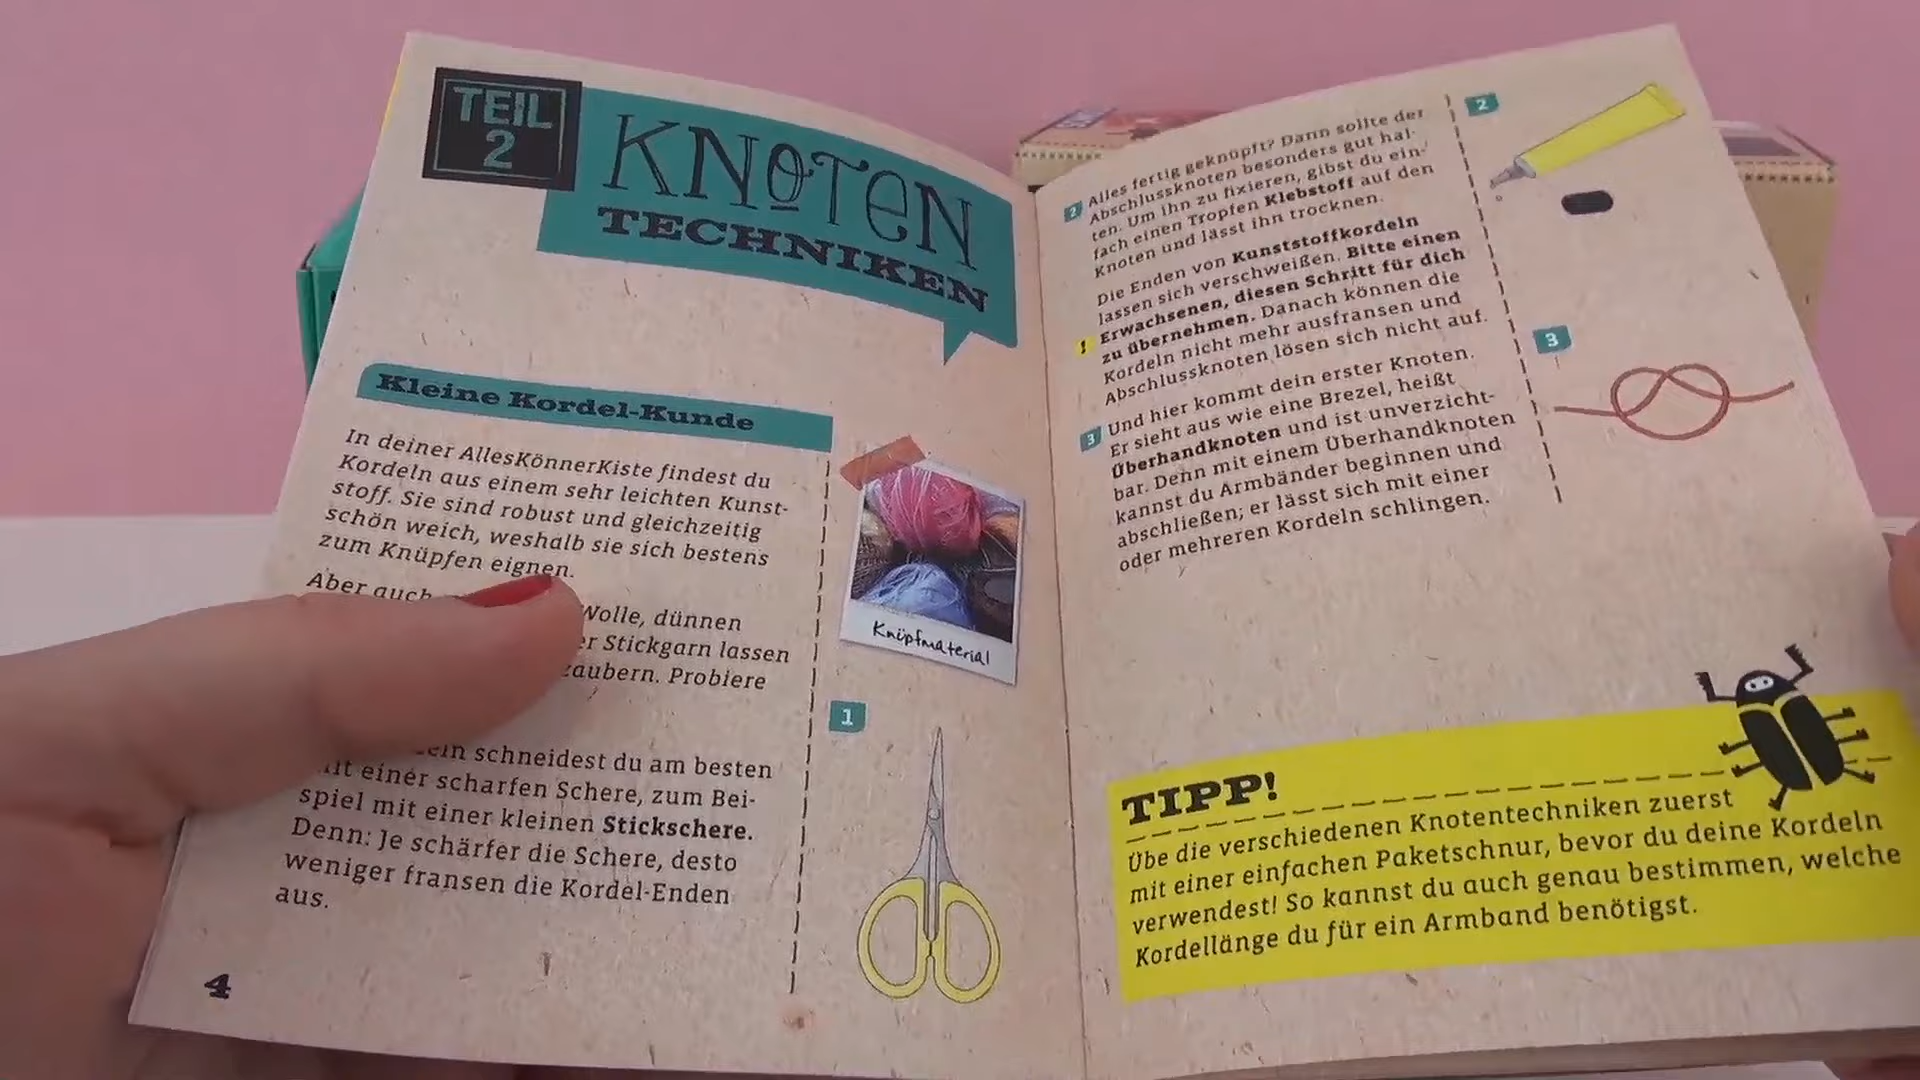 TEIL
2
KNOTEN
TECHNIKEN
Kleine Kordel-Kunde
In deiner AllesKönnerKiste findest du
Kordeln aus einem sehr leichten Kunst-
stoff. Sie sind robust und gleichzeitig
schön weich, weshalb sie sich bestens
zum Knüpfen eignen.
Aber auch Wolle, dünnen
Stickgarn lassen
zaubern. Probiere
schneidest du am besten
mit einer scharfen Schere, zum Bei-
spiel mit einer kleinen Stickschere.
Denn: Je schärfer die Schere, desto
weniger fransen die Kordel-Enden
aus.
Knüpfmaterial
1
4
2 Alles fertig geknüpft? Dann sollte der
Abschlussknoten besonders gut hal-
ten. Um ihn zu fixieren, gibst du ein-
fach einen Tropfen Klebstoff auf den
Knoten und lässt ihn trocknen.
Die Enden von Kunststoffkordeln
lassen sich verschweißen. Bitte einen
! Erwachsenen, diesen Schritt für dich
zu übernehmen. Danach können die
Kordeln nicht mehr ausfransen und
Abschlussknoten lösen sich nicht auf.
3 Und hier kommt dein erster Knoten.
Er sieht aus wie eine Brezel, heißt
Überhandknoten und ist unverzicht-
bar. Denn mit einem Überhandknoten
kannst du Armbänder beginnen und
abschließen; er lässt sich mit einer
oder mehreren Kordeln schlingen.
2
3
TIPP!
Übe die verschiedenen Knotentechniken zuerst
mit einer einfachen Paketschnur, bevor du deine Kordeln
verwendest! So kannst du auch genau bestimmen, welche
Kordellänge du für ein Armband benötigst.